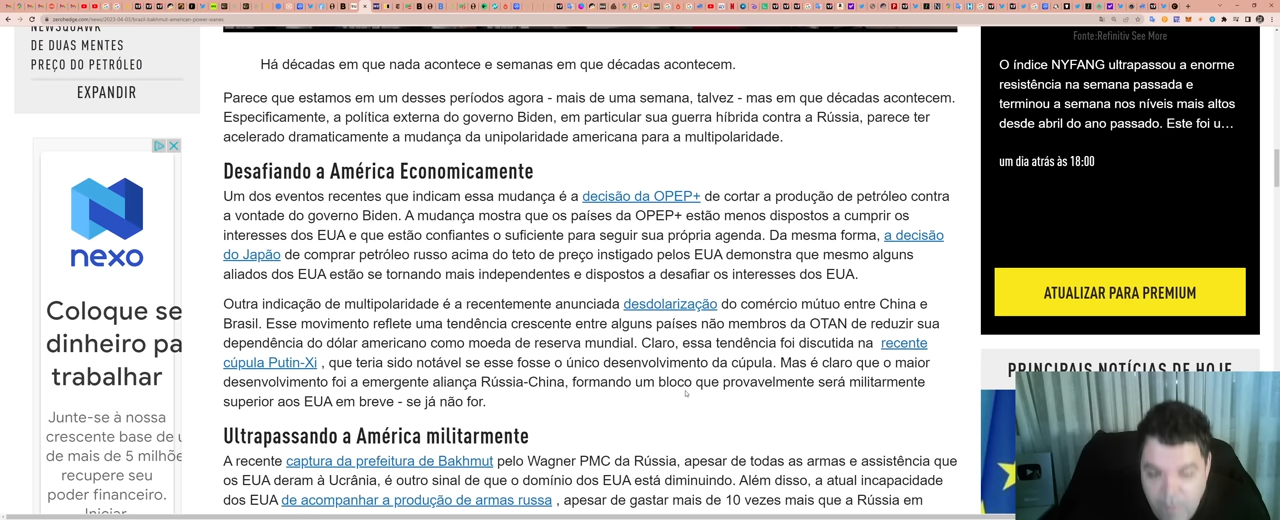 zerohedge.com/news/2023-04-03/brazil-bakhmut-american-power-wanes
NEWSQUAWK
DE DUAS MENTES
PREÇO DO PETRÓLEO
EXPANDIR
nexo
Coloque se
dinheiro pa
trabalhar
Junte-se à nossa
crescente base de u
de mais de 5 milhõe
recupere seu
poder financeiro.
Iniciar
Há décadas em que nada acontece e semanas em que décadas acontecem.
Parece que estamos em um desses períodos agora - mais de uma semana, talvez - mas em que décadas acontecem.
Especificamente, a política externa do governo Biden, em particular sua guerra híbrida contra a Rússia, parece ter
acelerado dramaticamente a mudança da unipolaridade americana para a multipolaridade.
Desafiando a América Economicamente
Um dos eventos recentes que indicam essa mudança é a decisão da OPEP+ de cortar a produção de petróleo contra
a vontade do governo Biden. A mudança mostra que os países da OPEP+ estão menos dispostos a cumprir os
interesses dos EUA e que estão confiantes o suficiente para seguir sua própria agenda. Da mesma forma, a decisão
do Japão de comprar petróleo russo acima do teto de preço instigado pelos EUA demonstra que mesmo alguns
aliados dos EUA estão se tornando mais independentes e dispostos a desafiar os interesses dos EUA.
Outra indicação de multipolaridade é a recentemente anunciada desdolarização do comércio mútuo entre China e
Brasil. Esse movimento reflete uma tendência crescente entre alguns países não membros da OTAN de reduzir sua
dependência do dólar americano como moeda de reserva mundial. Claro, essa tendência foi discutida na recente
cúpula Putin-Xi , que teria sido notável se esse fosse o único desenvolvimento da cúpula. Mas é claro que o maior
desenvolvimento foi a emergente aliança Rússia-China, formando um bloco que provavelmente será militarmente
superior aos EUA em breve - se já não for.
Ultrapassando a América militarmente
A recente captura da prefeitura de Bakhmut pelo Wagner PMC da Rússia, apesar de todas as armas e assistência que
os EUA deram à Ucrânia, é outro sinal de que o domínio dos EUA está diminuindo. Além disso, a atual incapacidade
dos EUA de acompanhar a produção de armas russa , apesar de gastar mais de 10 vezes mais que a Rússia em
Fonte:Refinitiv See More
O índice NYFANG ultrapassou a enorme
resistência na semana passada e
terminou a semana nos níveis mais altos
desde abril do ano passado. Este foi u...
um dia atrás às 18:00
ATUALIZAR PARA PREMIUM
PRINCIPAIS NOTÍCIAS DE HOJE